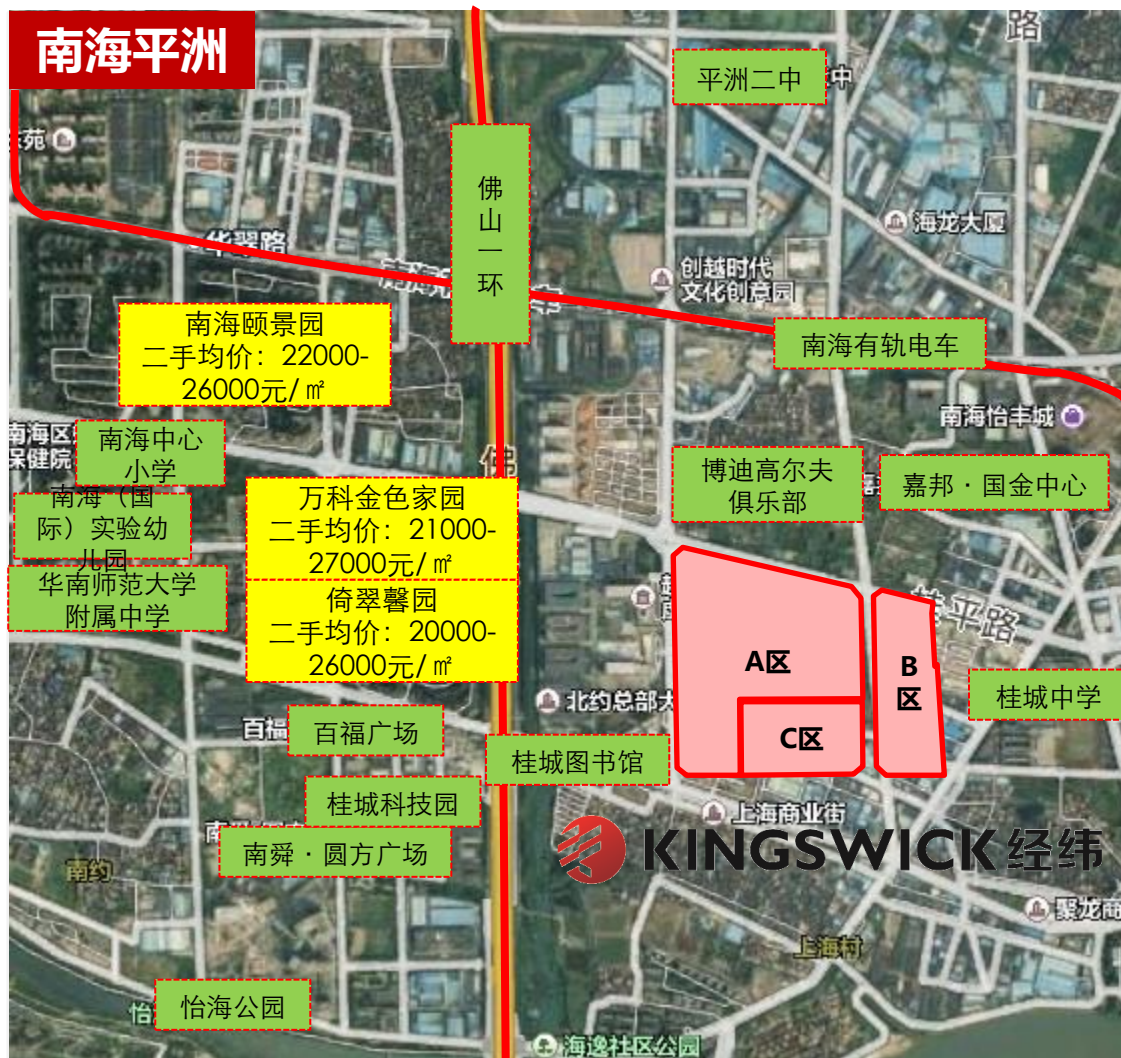 南海平洲
路
平洲二中
中
苑
佛
山
一
环
海龙大厦
华翠路
创越时代
文化创意园
南海
车
南海颐景园
二手均价：22000-
26000元/㎡
南海有轨电车
南海怡丰城
南海区
保健院
南海中心
小学
佛
博迪高尔夫
俱乐部
嘉邦·国金中心
南海（国
际）实验幼
儿园
万科金色家园
二手均价：21000-
27000元/㎡
华南师范大学
附属中学
倚翠馨园
二手均价：20000-
26000元/㎡
桂平路
A区
B
区
北约总部大
桂城中学
百福
百福广场
C区
桂城图书馆
桂城科技园
上海商业街
南舜·圆方广场
KINGSWICK经纬
南约
聚龙商
上海村
怡
怡海公园
海逸社区公园